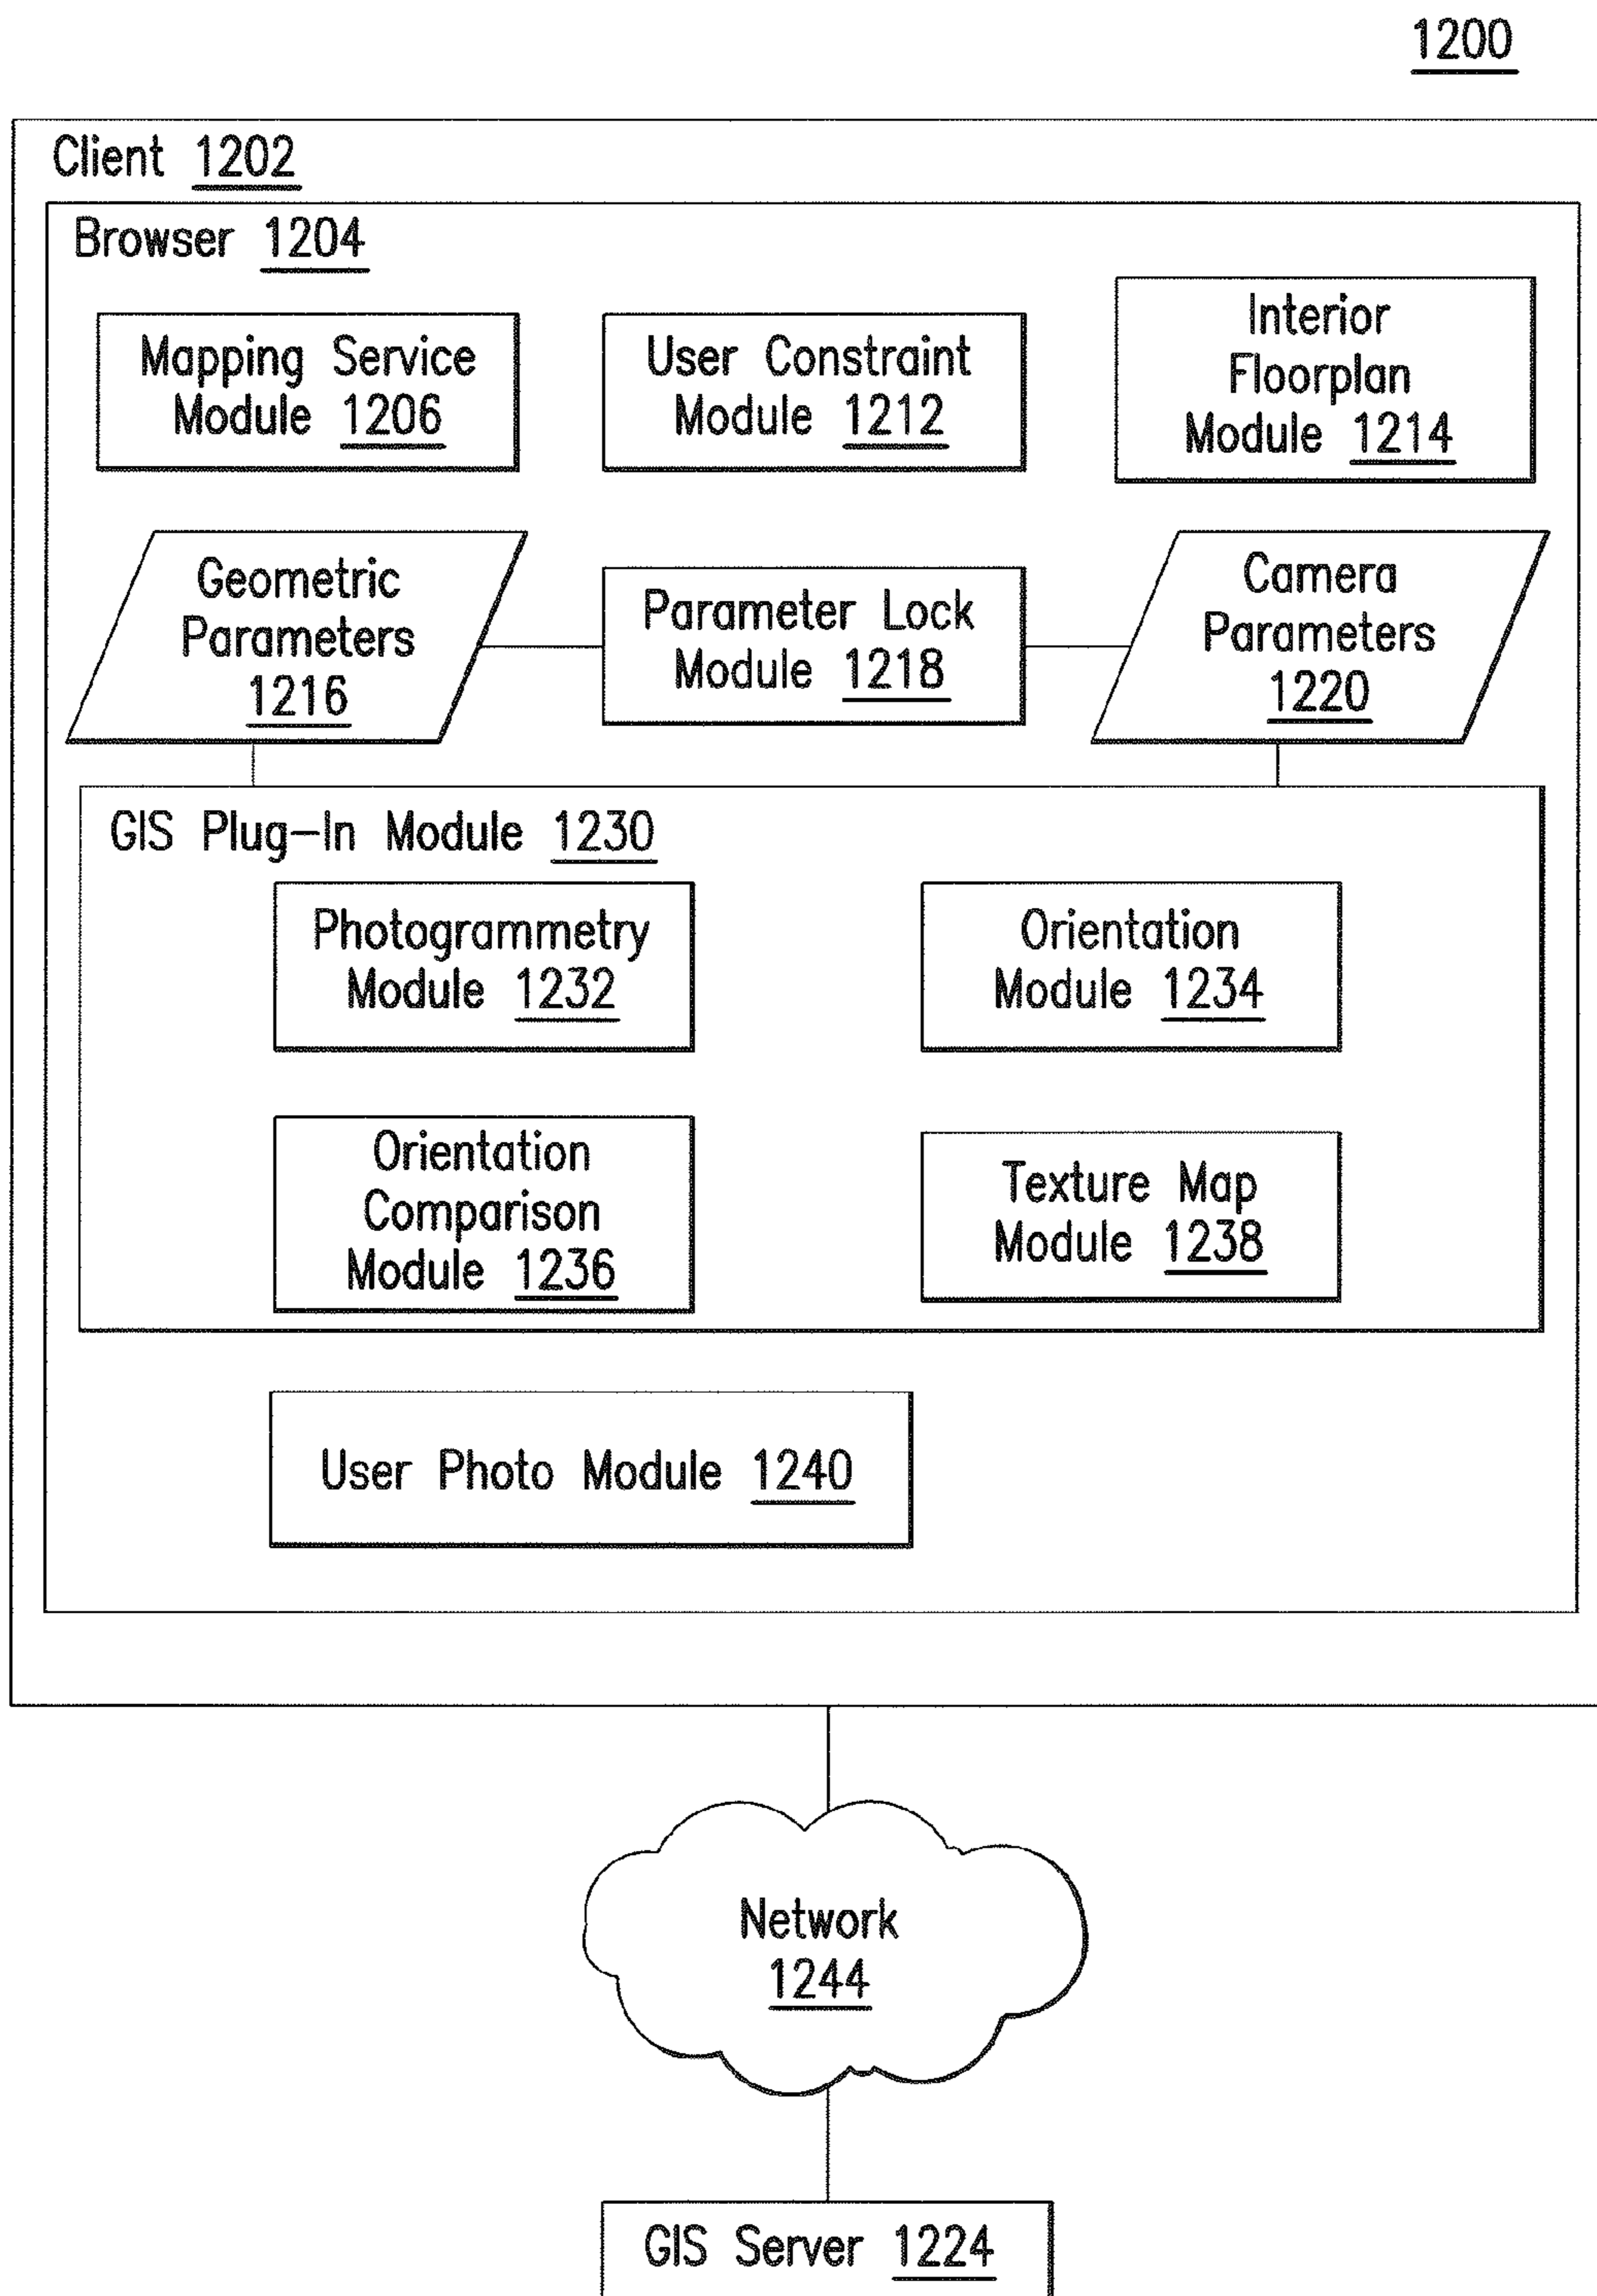 1200
Client 1202
Browser 1204
Mapping Service
Module 1206
User Constraint
Module 1212
Interior
Floorplan
Module 1214
Geometric
Parameters
1216
Parameter Lock
Module 1218
Camera
Parameters
1220
GIS Plug-In Module 1230
Photogrammetry
Module 1232
Orientation
Module 1234
Orientation
Comparison
Module 1236
Texture Map
Module 1238
User Photo Module 1240
Network
1244
GIS Server 1224